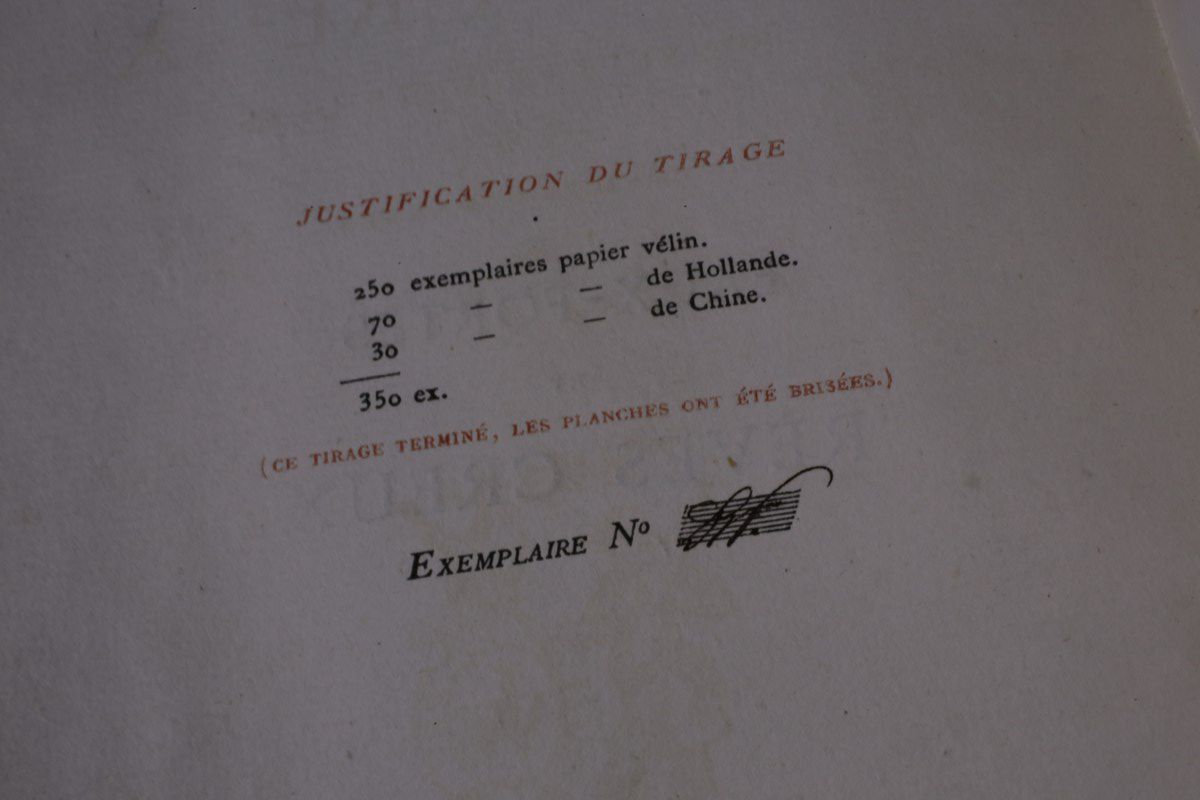 JUSTIFICATION DU TIRAGE
250 exemplaires papier vélin.
70 — — de Hollande.
30 — — de Chine.
350 ex.
(CE TIRAGE TERMINÉ, LES PLANCHES ONT ÉTÉ BRISÉES.)
EXEMPLAIRE Nº